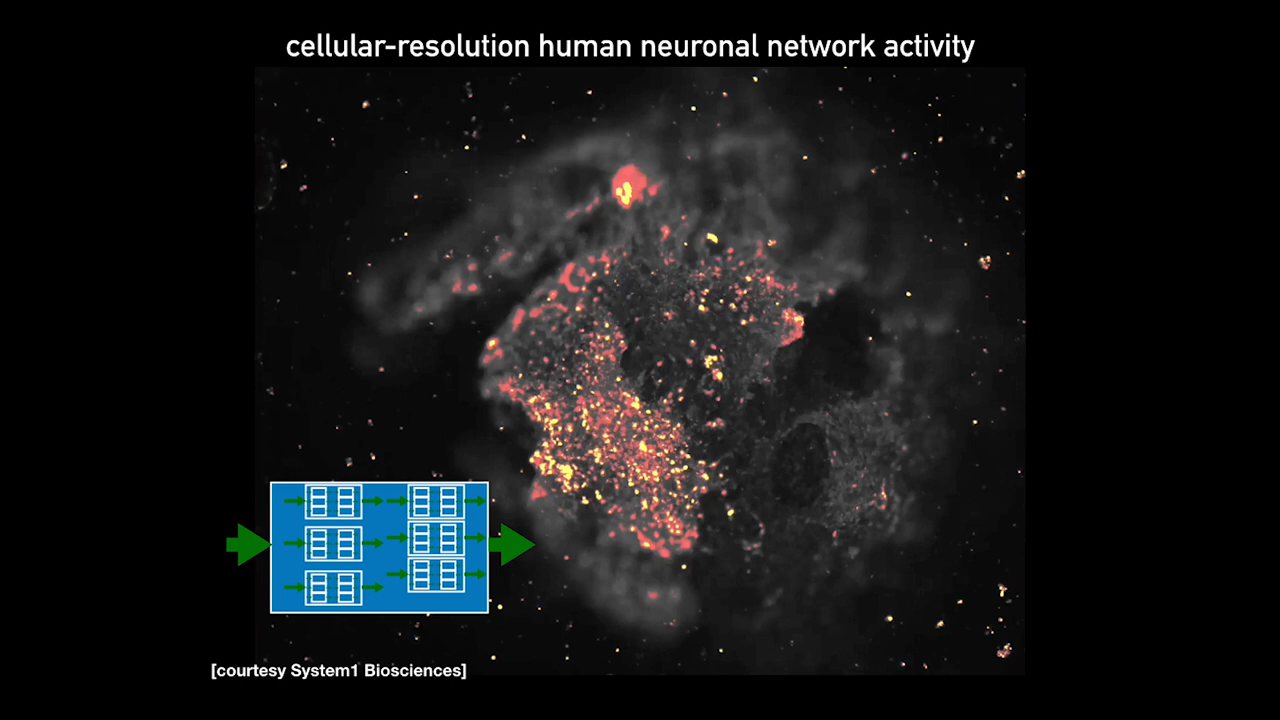 cellular-resolution human neuronal network activity
[courtesy System1 Biosciences]